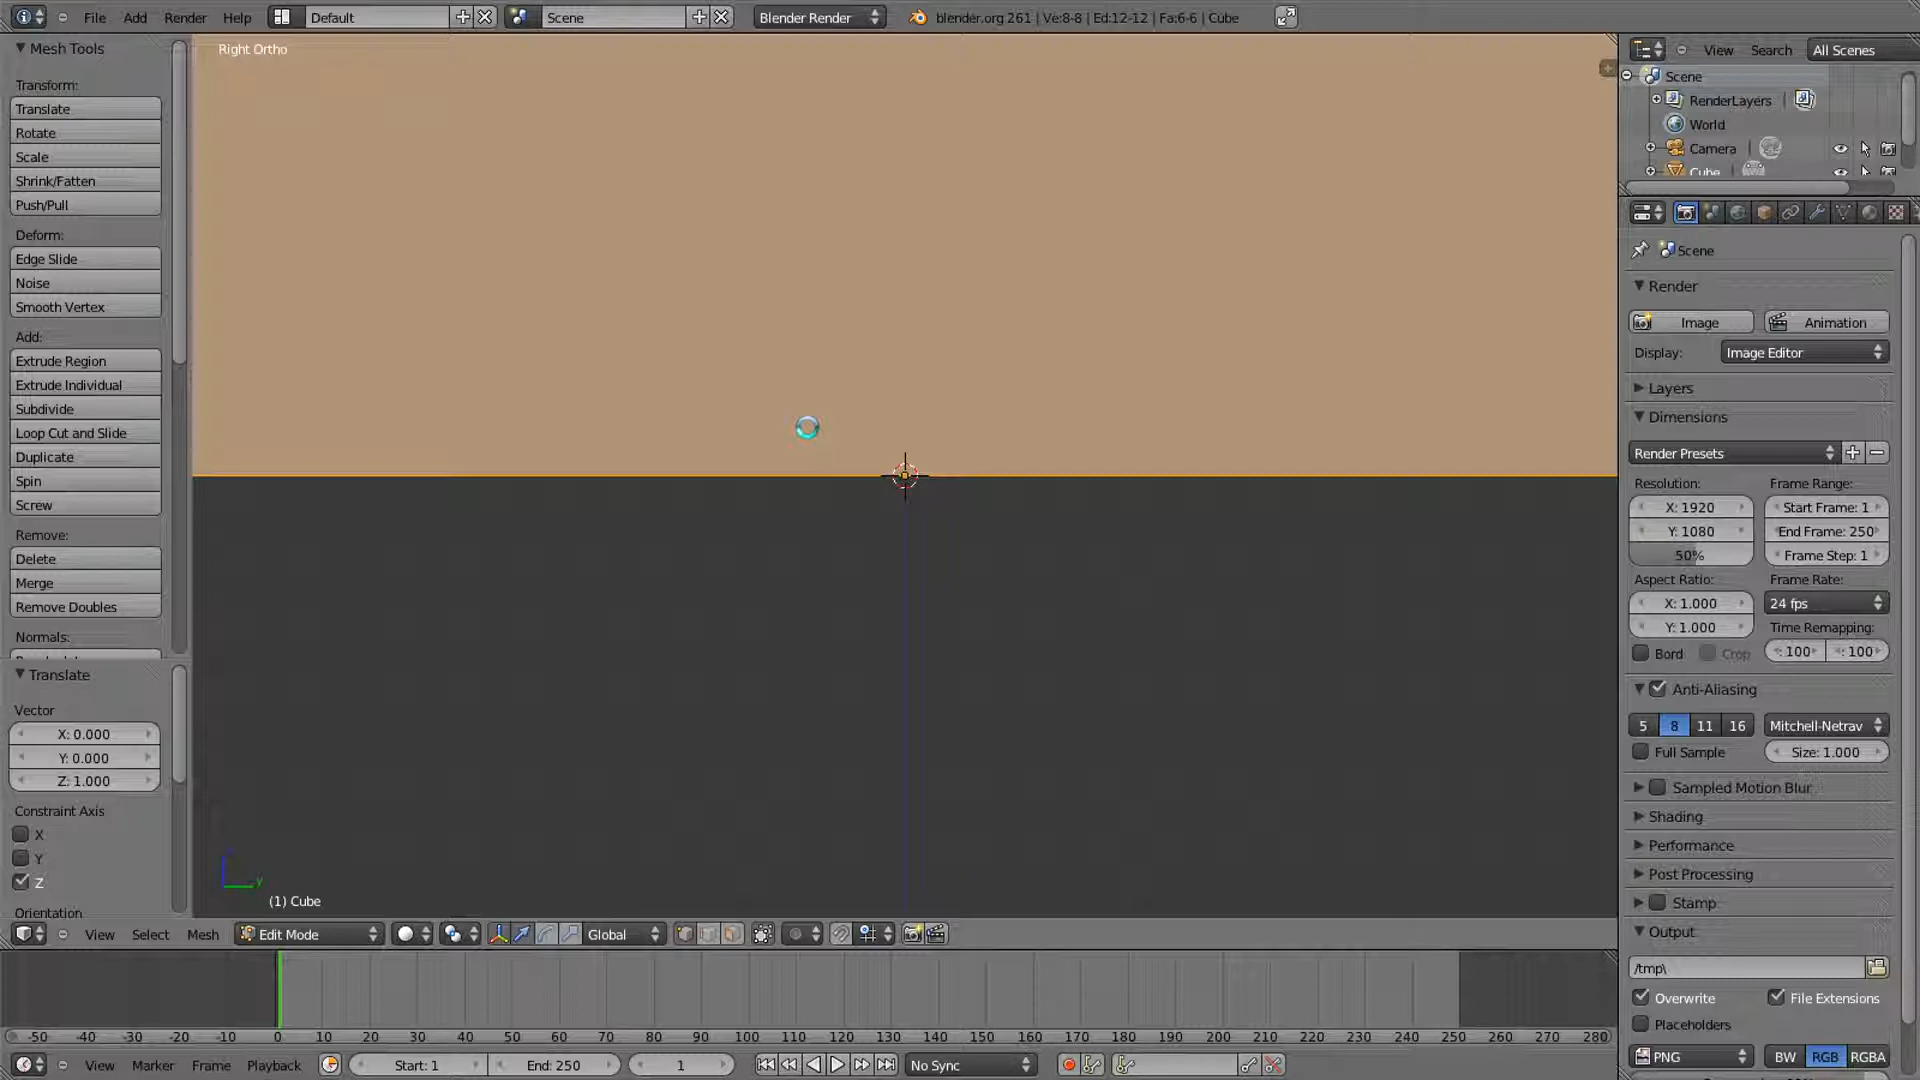 File Add Render Help Default Scene Blender Render blender.org 261 | Ve:8-8 | Ed:12-12 | Fa:6-6 | Cube
Mesh Tools
Transform:
Translate
Rotate
Scale
Shrink/Fatten
Push/Pull
Deform:
Edge Slide
Noise
Smooth Vertex
Add:
Extrude Region
Extrude Individual
Subdivide
Loop Cut and Slide
Duplicate
Spin
Screw
Remove:
Delete
Merge
Remove Doubles
Normals:
Translate
Vector
X: 0.000
Y: 0.000
Z: 1.000
Constraint Axis
X
Y
Z
Orientation
Right Ortho
y
(1) Cube
View Select Mesh Edit Mode Global
-50 -40 -30 -20 -10 0 10 20 30 40 50 60 70 80 90 100 110 120 130 140 150 160 170 180 190 200 210 220 230 240 250 260 270 280
View Marker Frame Playback Start: 1 End: 250 1 No Sync
View Search All Scenes
Scene
RenderLayers |
World
Camera |
Cube
Scene
Render
Image Animation
Display: Image Editor
Layers
Dimensions
Render Presets
Resolution: Frame Range:
X: 1920 Start Frame: 1
Y: 1080 End Frame: 250
50% Frame Step: 1
Aspect Ratio: Frame Rate:
X: 1.000 24 fps
Y: 1.000 Time Remapping:
Bord Crop : 100 : 100
Anti-Aliasing
5 8 11 16 Mitchell-Netrav
Full Sample Size: 1.000
Sampled Motion Blur
Shading
Performance
Post Processing
Stamp
Output
/tmp\
Overwrite File Extensions
Placeholders
PNG BW RGB RGBA